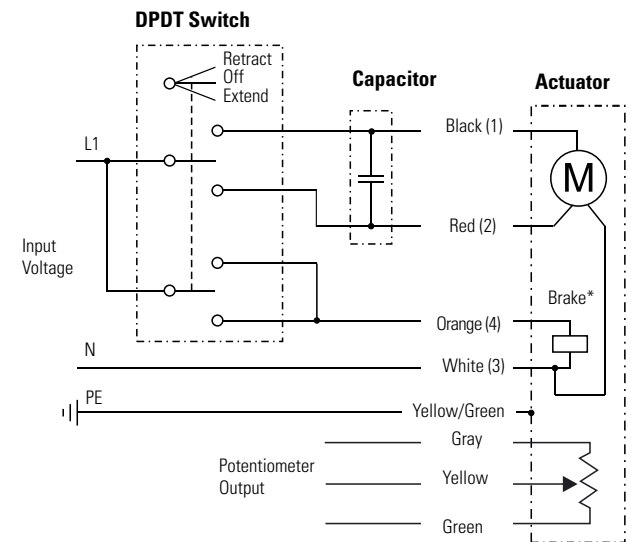 DPDT Switch
Retract
Off
Extend
Capacitor
Actuator
L1
Black (1)
M
Red (2)
Input
Voltage
Brake*
Orange (4)
N
White (3)
PE
Yellow/Green
Gray
Potentiometer
Output
Yellow
Green